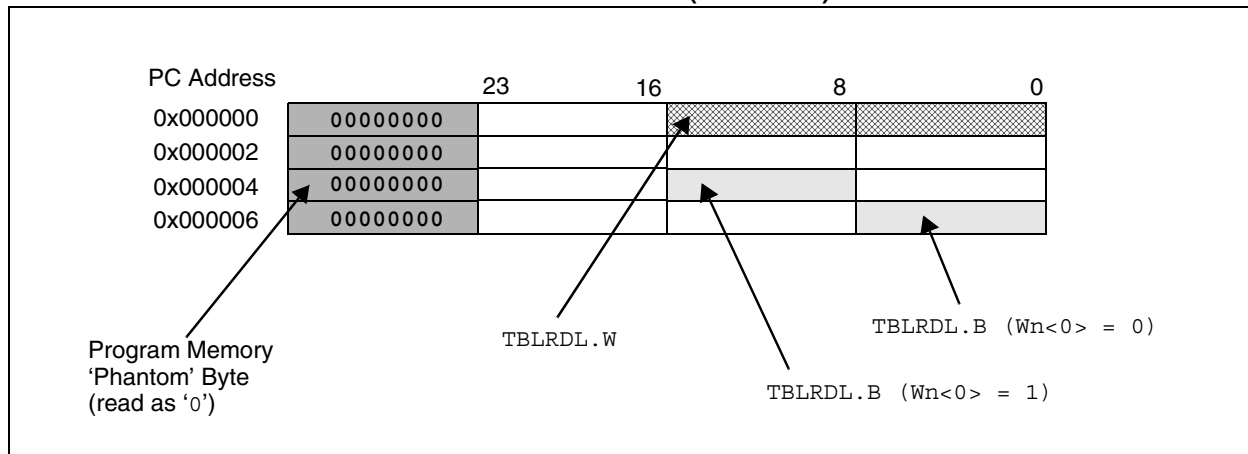 PC Address
23 16 8 0
0x000000 00000000
0x000002 00000000
0x000004 00000000
0x000006 00000000
TBLRDL.W
TBLRDL.B (Wn<0> = 0)
TBLRDL.B (Wn<0> = 1)
Program Memory
‘Phantom’ Byte
(read as ‘0’)